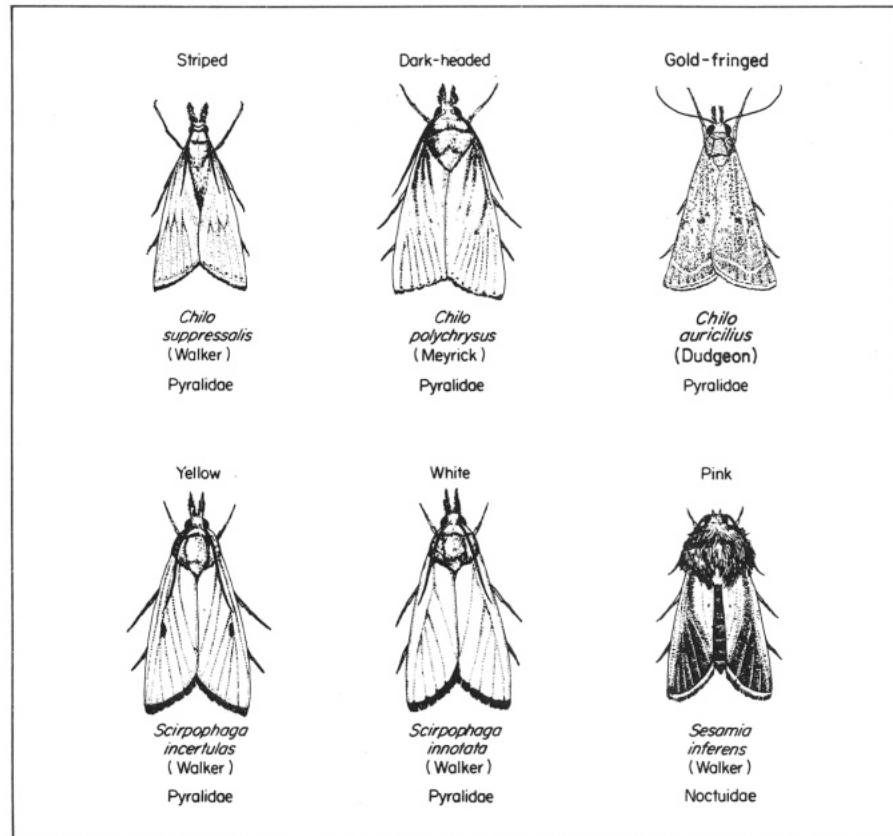 Striped
Dark-headed
Gold-fringed
Chilo
suppressalis
(Walker)
Pyralidae
Chilo
polychrysus
(Meyrick)
Pyralidae
Chilo
auricilius
(Dudgeon)
Pyralidae
Yellow
White
Pink
Scirpophaga
incertulas
(Walker)
Pyralidae
Scirpophaga
innotata
(Walker)
Pyralidae
Sesamia
inferens
(Walker)
Noctuidae